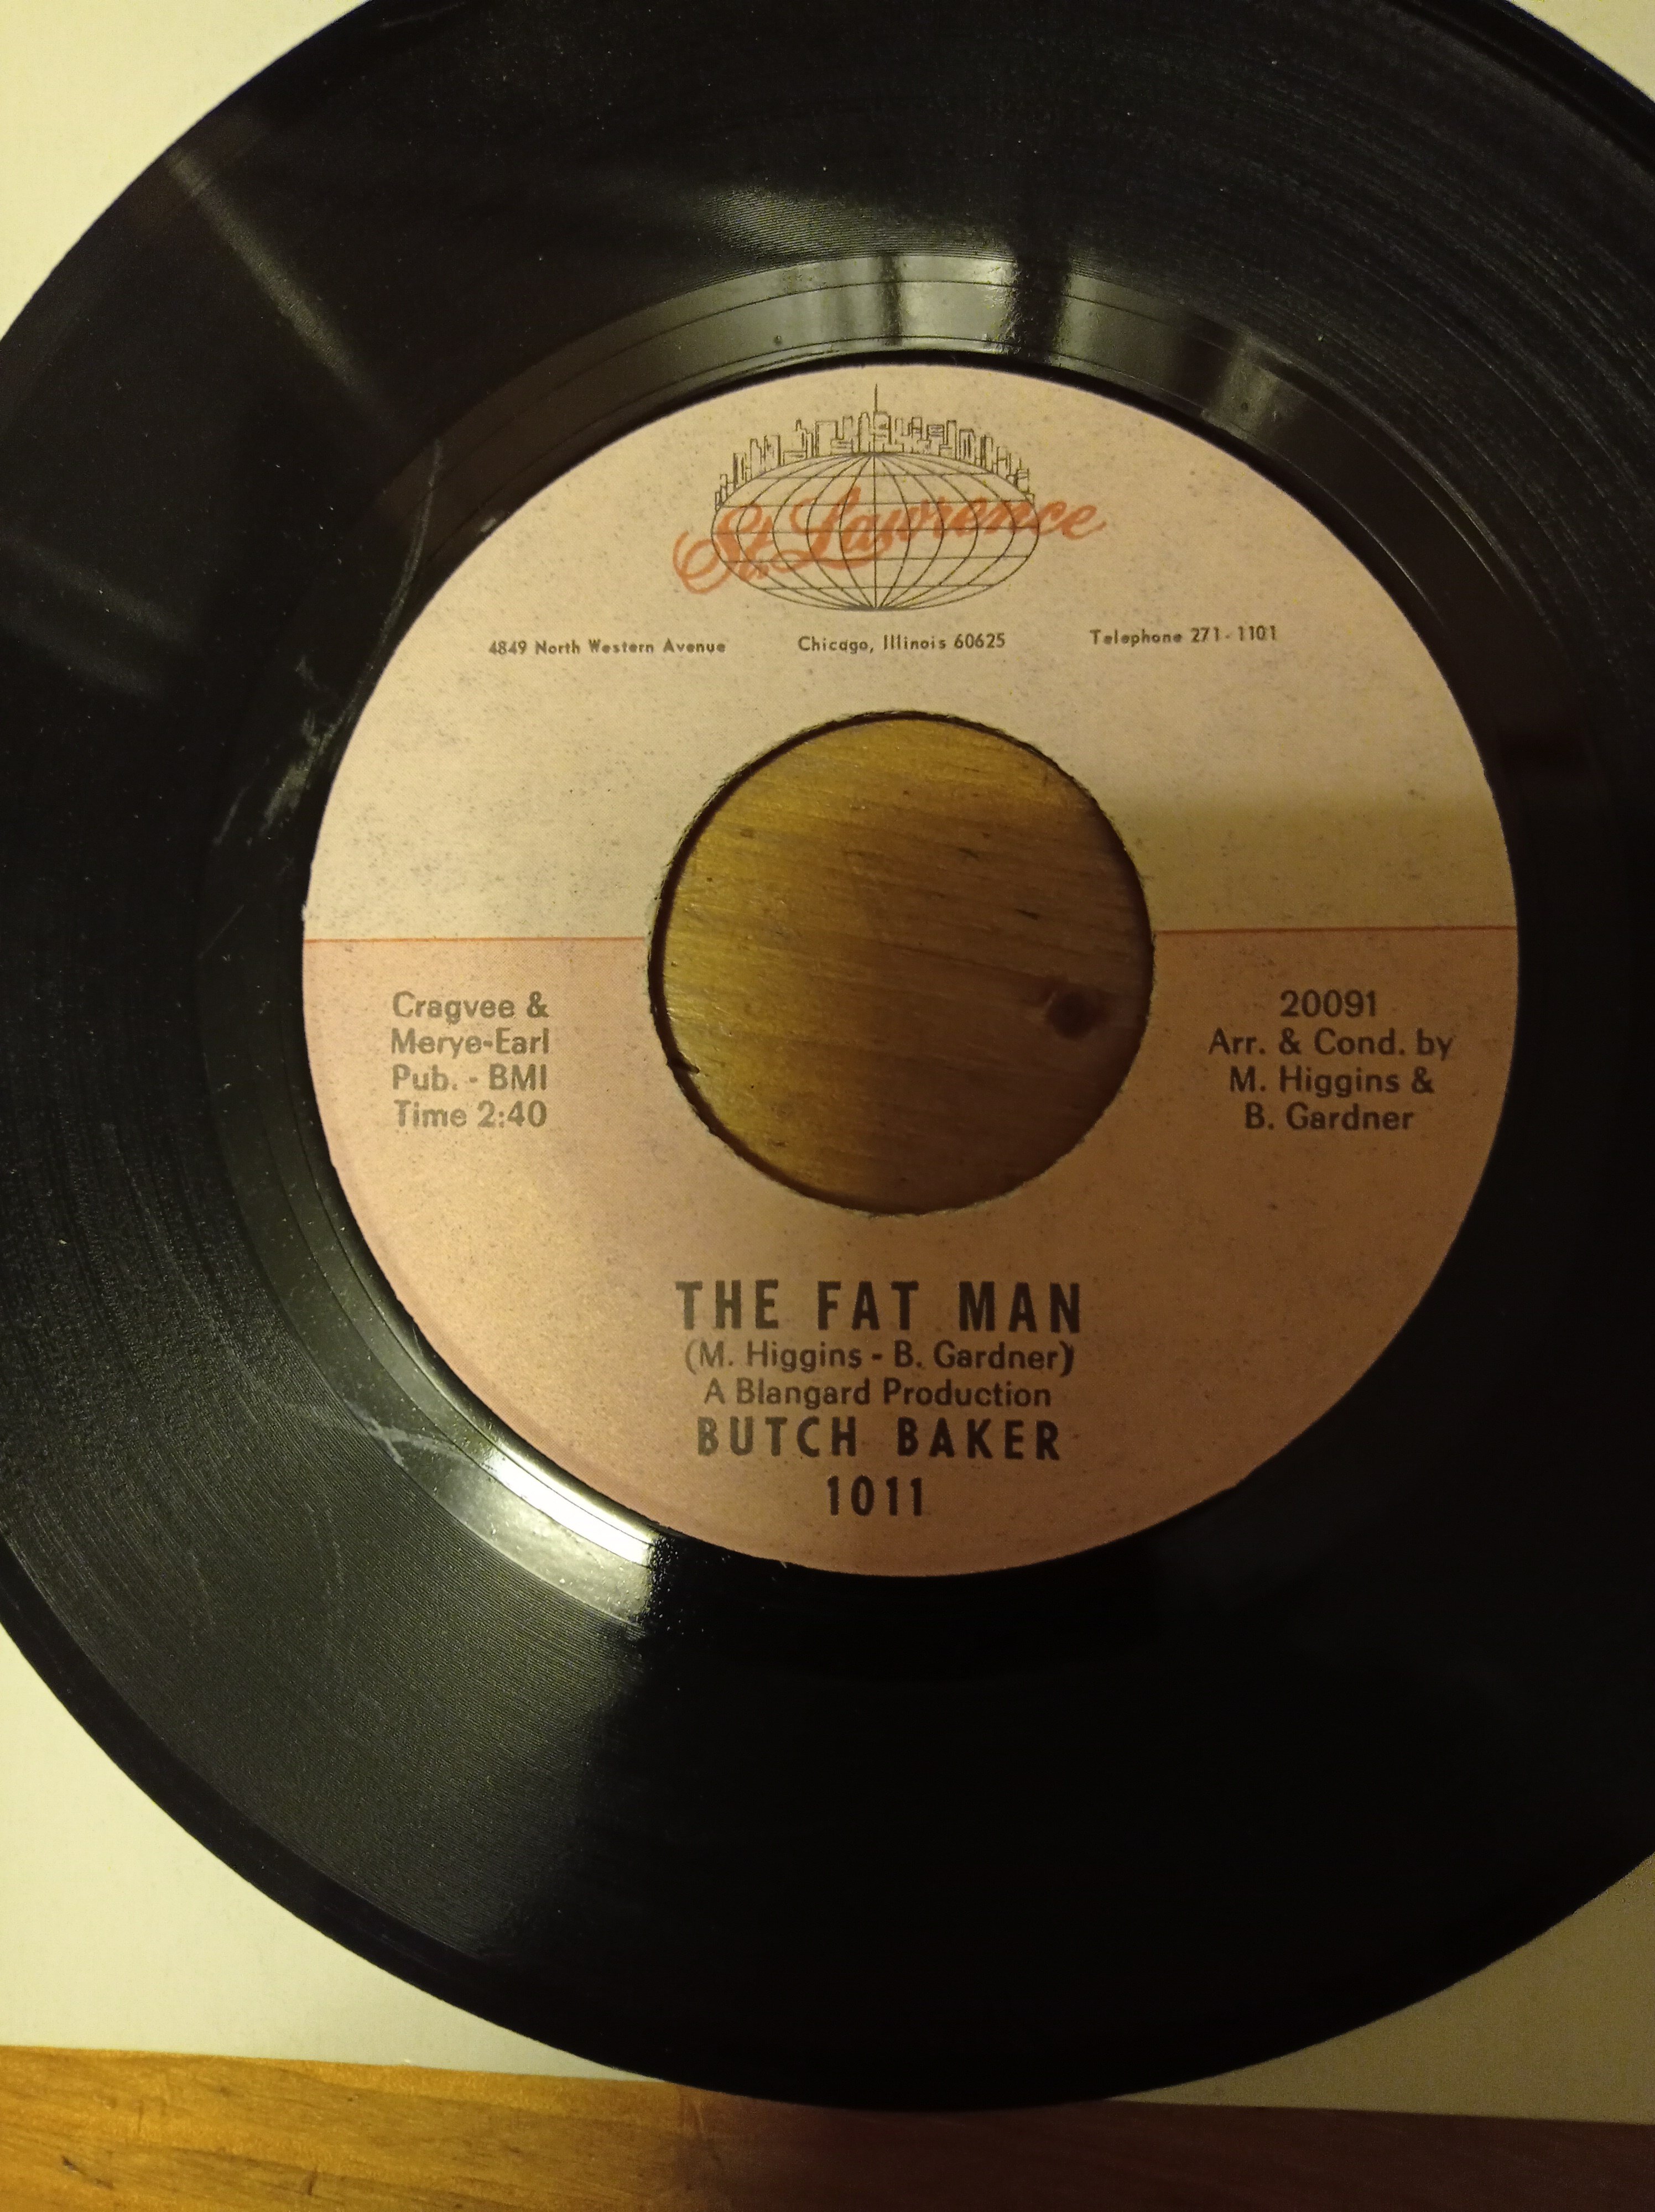 St. Lawrence
4849 North Western Avenue Chicago, Illinois 60625 Telephone 271-1101
Cragvee &
Merye-Earl
Pub. - BMI
Time 2:40
20091
Arr. & Cond. by
M. Higgins &
B. Gardner
THE FAT MAN
(M. Higgins - B. Gardner)
A Blangard Production
BUTCH BAKER
1011